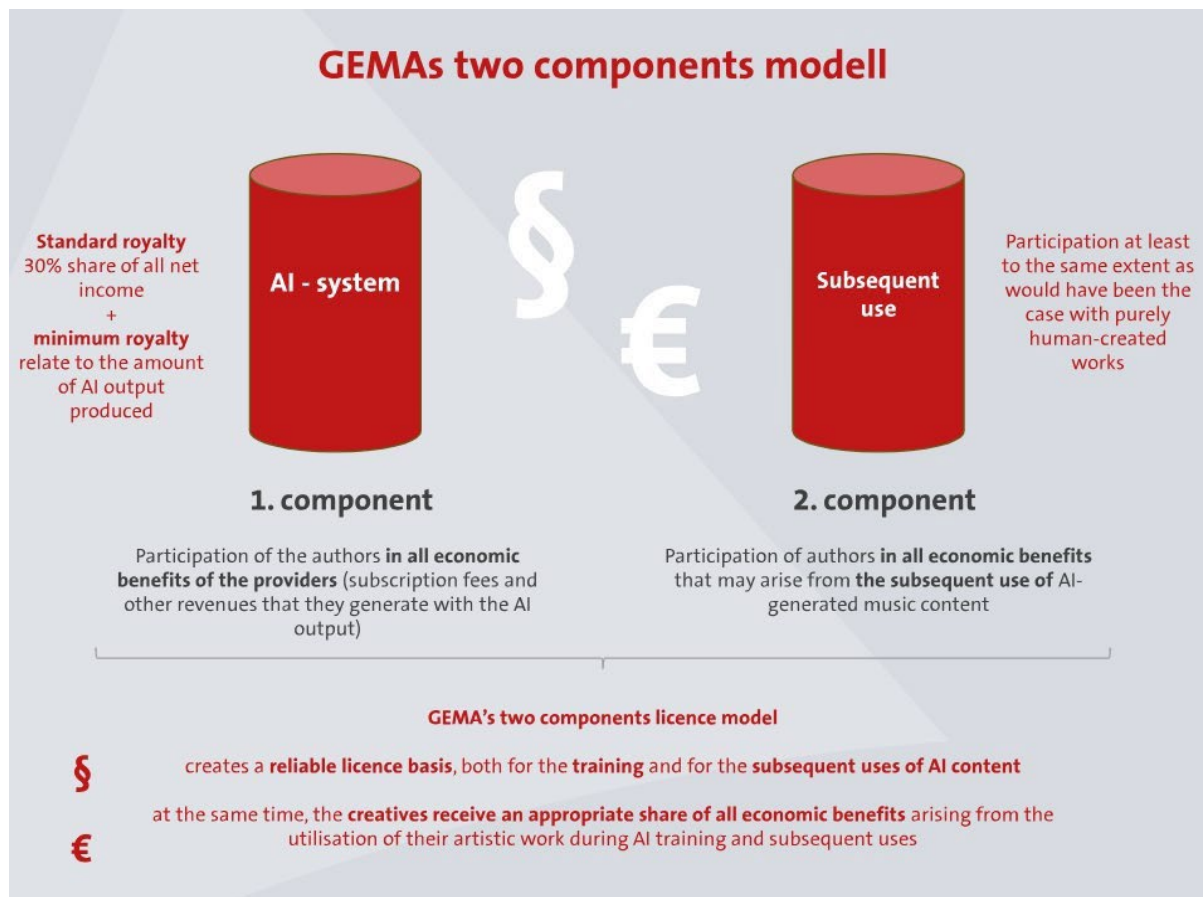 GEMAs two components modell
Standard royalty
30% share of all net
income
+
minimum royalty
relate to the amount
of AI output
produced
AI - system
§
€
Subsequent
use
Participation at least
to the same extent as
would have been the
case with purely
human-created
works
1. component
Participation of the authors in all economic
benefits of the providers (subscription fees and
other revenues that they generate with the AI
output)
2. component
Participation of authors in all economic benefits
that may arise from the subsequent use of AI-
generated music content
GEMA’s two components licence model
§
creates a reliable licence basis, both for the training and for the subsequent uses of AI content
€
at the same time, the creatives receive an appropriate share of all economic benefits arising from the
utilisation of their artistic work during AI training and subsequent uses